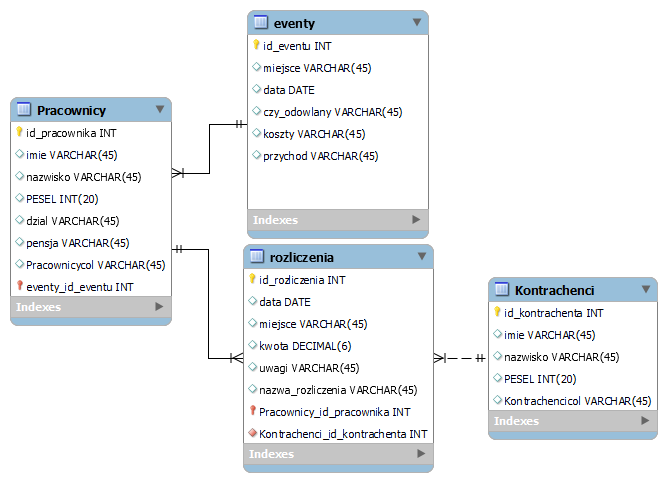 eventy
id_eventu INT
miejsce VARCHAR(45)
data DATE
czy_odowlany VARCHAR(45)
koszty VARCHAR(45)
przychod VARCHAR(45)
Indexes
Pracownicy
id_pracownika INT
imie VARCHAR(45)
nazwisko VARCHAR(45)
PESEL INT(20)
dzial VARCHAR(45)
pensja VARCHAR(45)
Pracownicycol VARCHAR(45)
eventy_id_eventu INT
Indexes
rozliczenia
id_rozliczenia INT
data DATE
miejsce VARCHAR(45)
kwota DECIMAL(6)
uwagi VARCHAR(45)
nazwa_rozliczenia VARCHAR(45)
Pracownicy_id_pracownika INT
Kontrachenci_id_kontrachenta INT
Indexes
Kontrachenci
id_kontrachenta INT
imie VARCHAR(45)
nazwisko VARCHAR(45)
PESEL INT(20)
Kontrachencicol VARCHAR(45)
Indexes